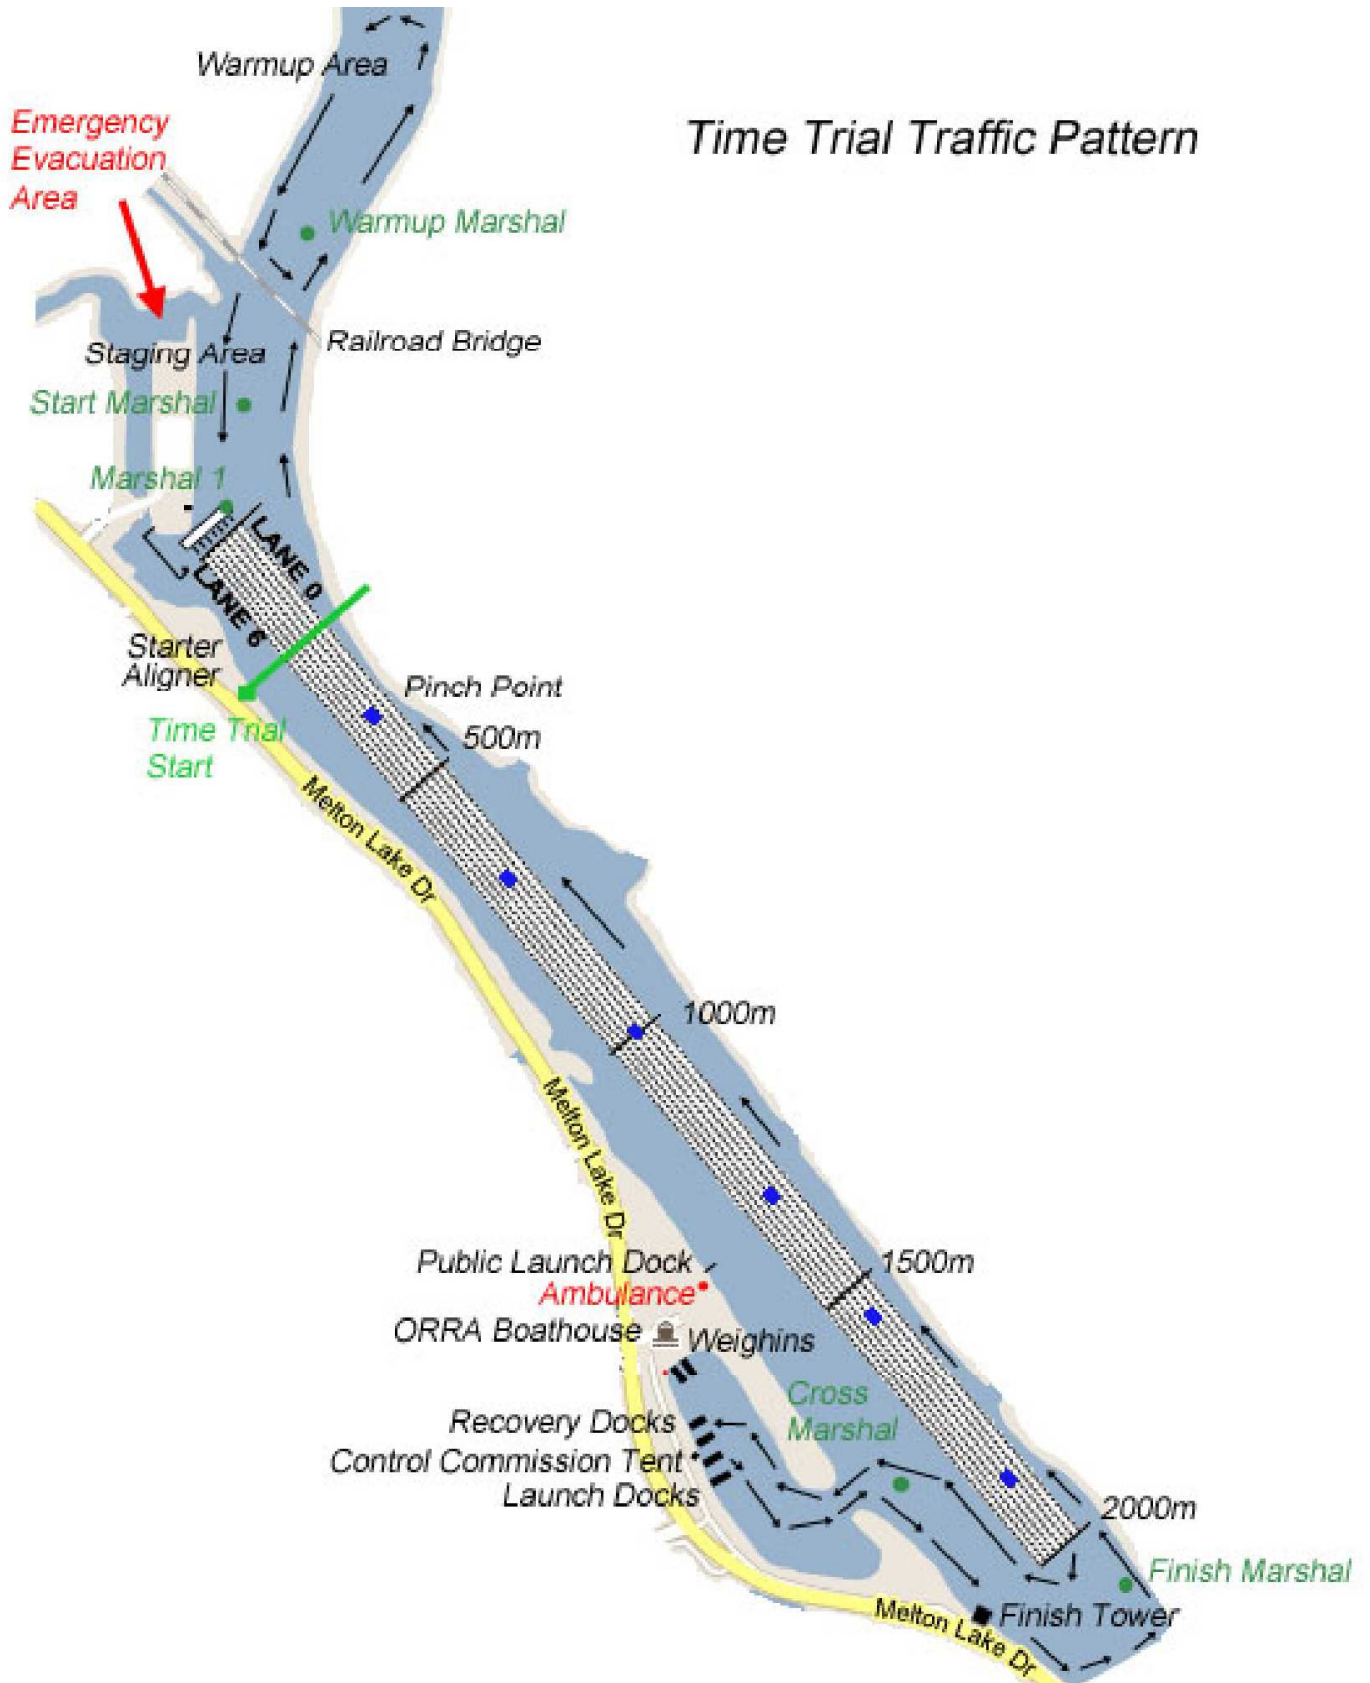 Warmup Area
Time Trial Traffic Pattern
Emergency
Evacuation
Area
Warmup Marshal
Railroad Bridge
Staging Area
Start Marshal
Marshal 1
LANE 0
LANE 6
Starter
Aligner
Pinch Point
Time Trial
Start
500m
Melton Lake Dr
1000m
Melton Lake Dr
Public Launch Dock
1500m
Ambulance
ORRA Boathouse
Weighins
Cross
Marshal
Recovery Docks
Control Commission Tent
Launch Docks
2000m
Finish Marshal
Finish Tower
Melton Lake Dr